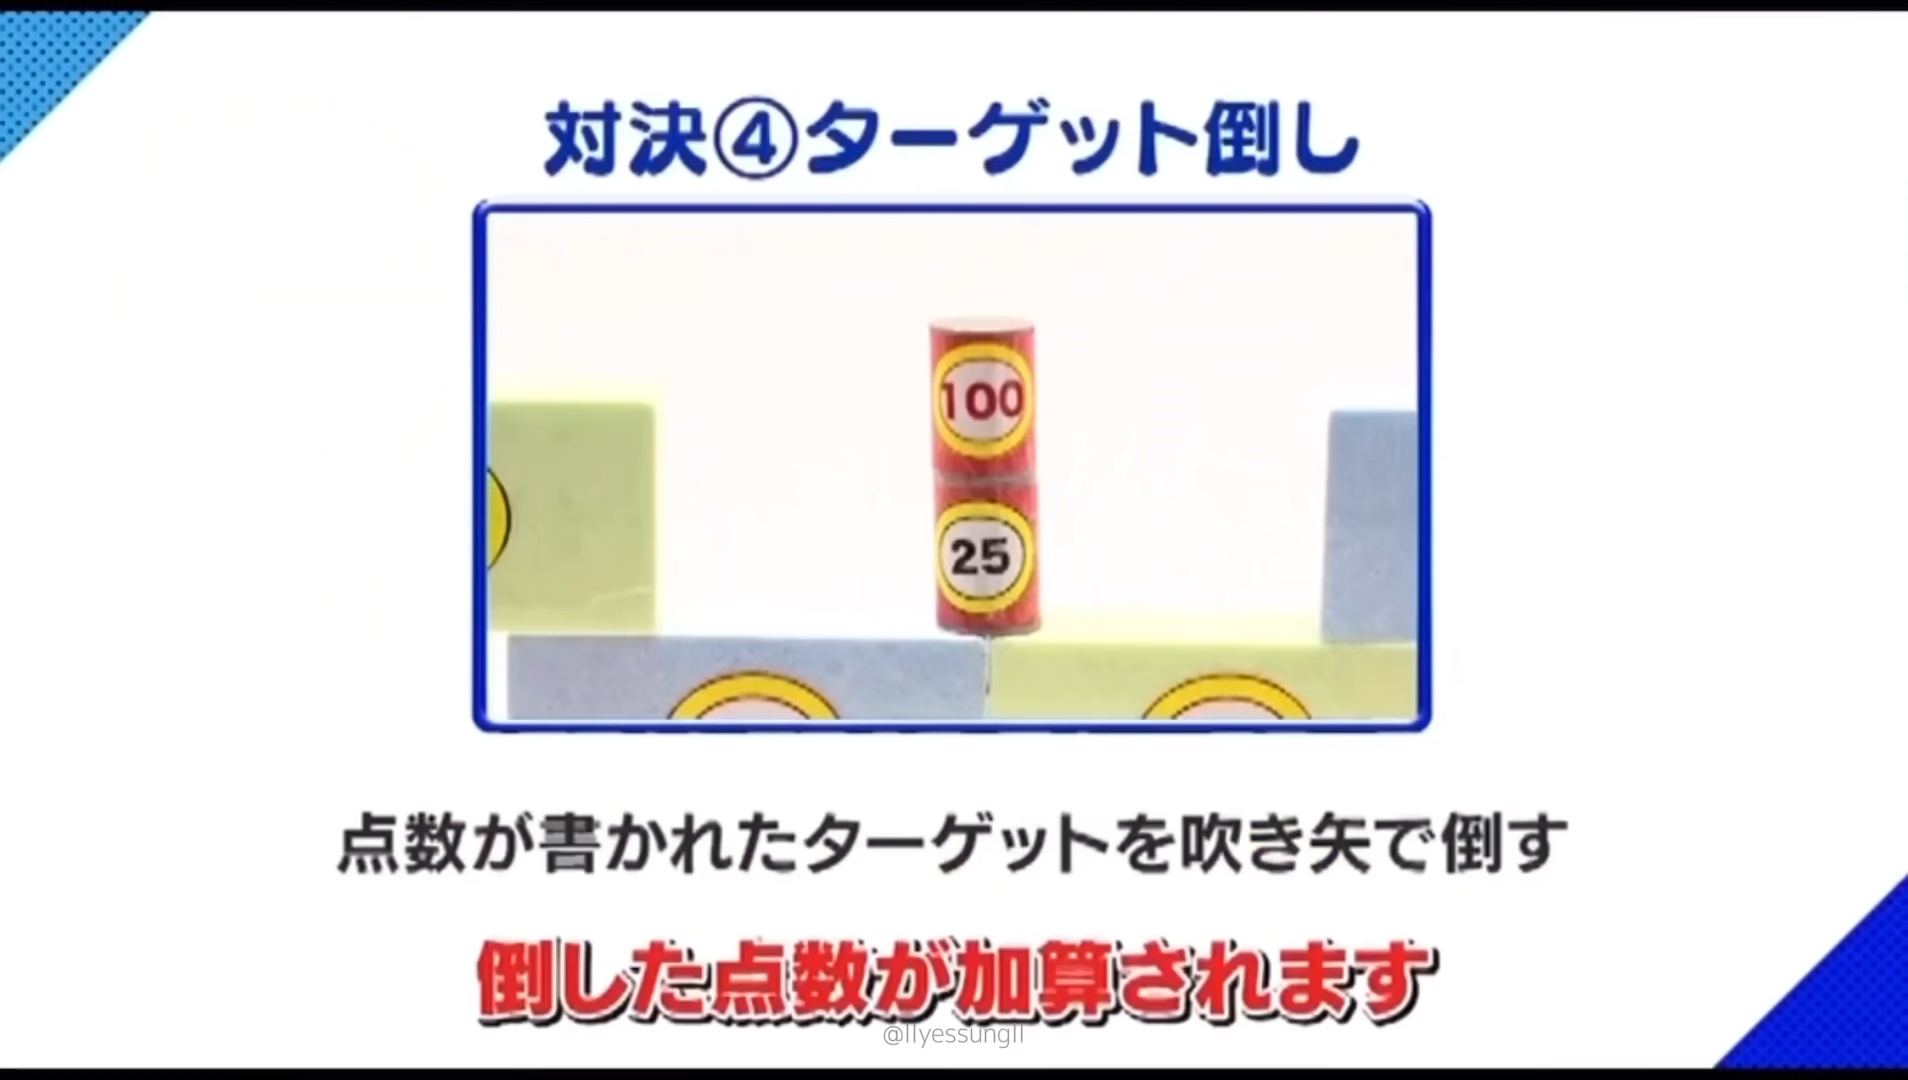 対決④ターゲット倒し
100
25
点数が書かれたターゲットを吹き矢で倒す
倒した点数が加算されます
@llyessungll